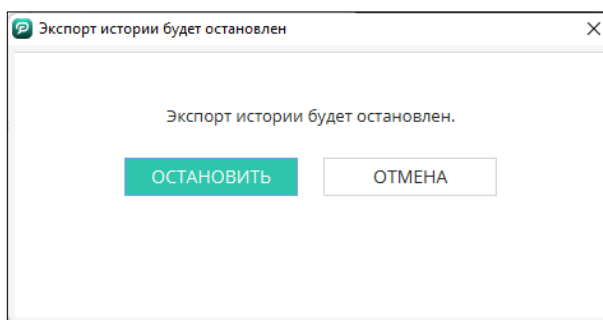 Экспорт истории будет остановлен
Экспорт истории будет остановлен.
ОСТАНОВИТЬ
ОТМЕНА